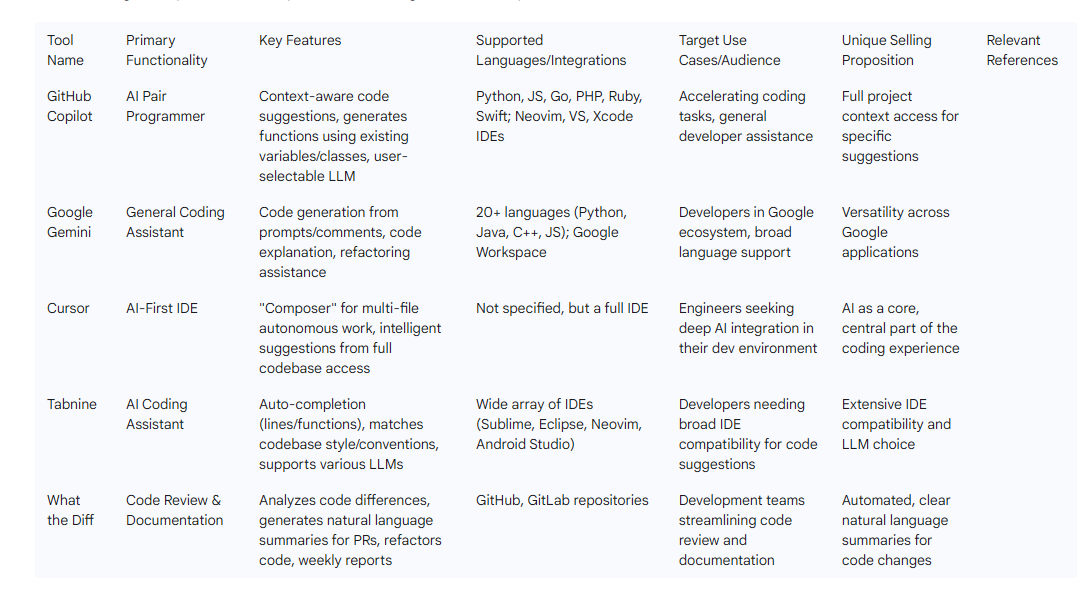 Tool Name
Primary Functionality
Key Features
Supported Languages/Integrations
Target Use Cases/Audience
Unique Selling Proposition
Relevant References
GitHub Copilot
AI Pair Programmer
Context-aware code
suggestions, generates
functions using existing
variables/classes, user-
selectable LLM
Python, JS, Go, PHP, Ruby,
Swift; Neovim, VS, Xcode
IDEs
Accelerating coding
tasks, general
developer assistance
Full project
context access for
specific
suggestions
Google
Gemini
General Coding
Assistant
Code generation from
prompts/comments, code
explanation, refactoring
assistance
20+ languages (Python,
Java, C++, JS); Google
Workspace
Developers in Google
ecosystem, broad
language support
Versatility across
Google
applications
Cursor
AI-First IDE
"Composer" for multi-file
autonomous work, intelligent
suggestions from full
codebase access
Not specified, but a full IDE
Engineers seeking
deep AI integration in
their dev environment
AI as a core,
central part of the
coding experience
Tabnine
AI Coding
Assistant
Auto-completion
(lines/functions), matches
codebase style/conventions,
supports various LLMs
Wide array of IDEs
(Sublime, Eclipse, Neovim,
Android Studio)
Developers needing
broad IDE
compatibility for code
suggestions
Extensive IDE
compatibility and
LLM choice
What
the Diff
Code Review &
Documentation
Analyzes code differences,
generates natural language
summaries for PRs, refactors
code, weekly reports
GitHub, GitLab repositories
Development teams
streamlining code
review and
documentation
Automated, clear
natural language
summaries for
code changes